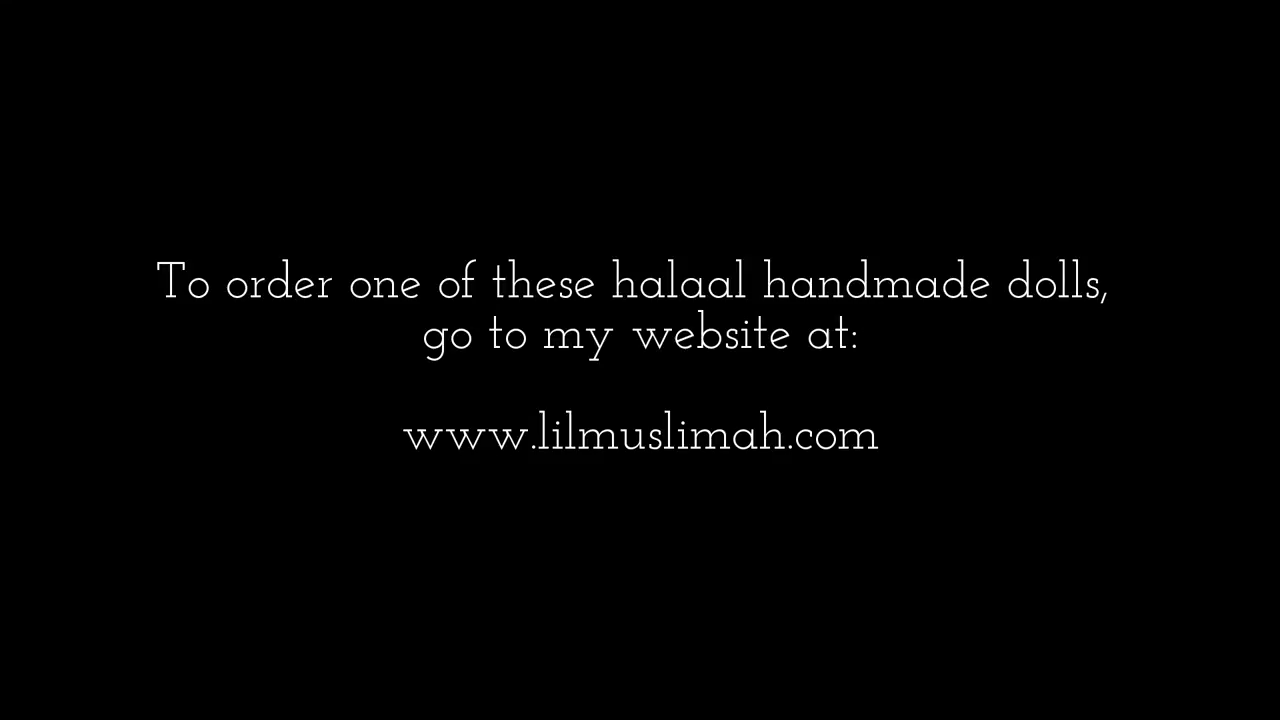 To order one of these halaal handmade dolls,
go to my website at:
www.lilmuslimah.com